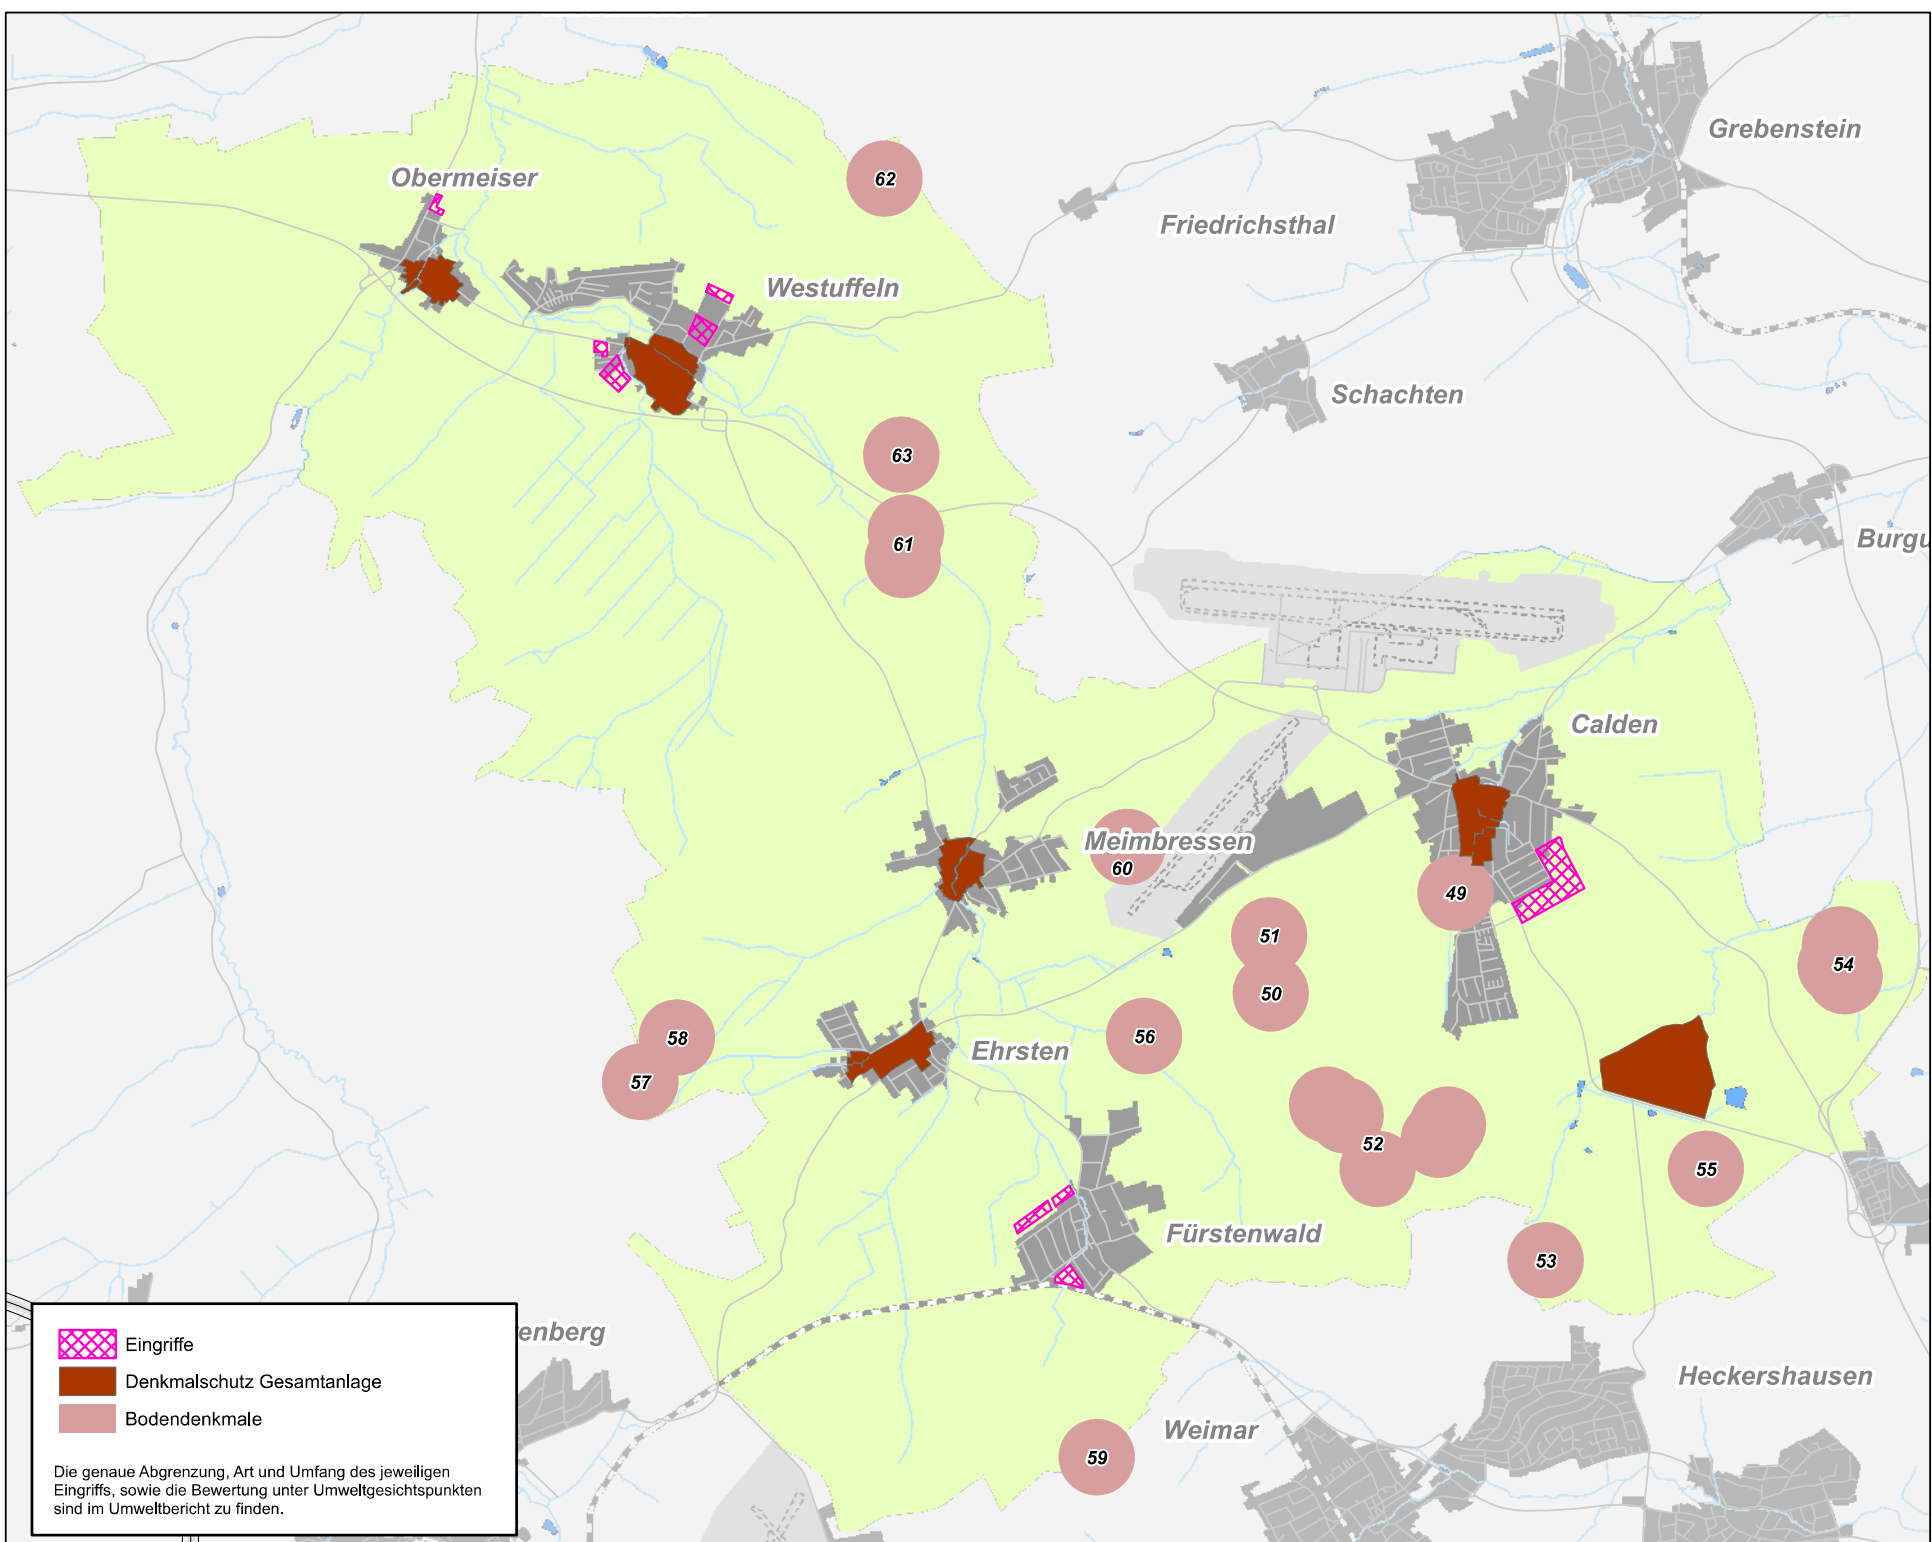 Grebenstein
Obermeiser
62
Friedrichsthal
Westuffeln
Schachten
63
61
Calden
Meimbressen
60
49
51
54
50
58
56
Ehrsten
57
52
55
Fürstenwald
53
enberg
Heckershausen
Weimar
59
Eingriffe
Denkmalschutz Gesamtanlage
Bodendenkmale
Die genaue Abgrenzung, Art und Umfang des jeweiligen
Eingriffs, sowie die Bewertung unter Umweltgesichtspunkten
sind im Umweltbericht zu finden.